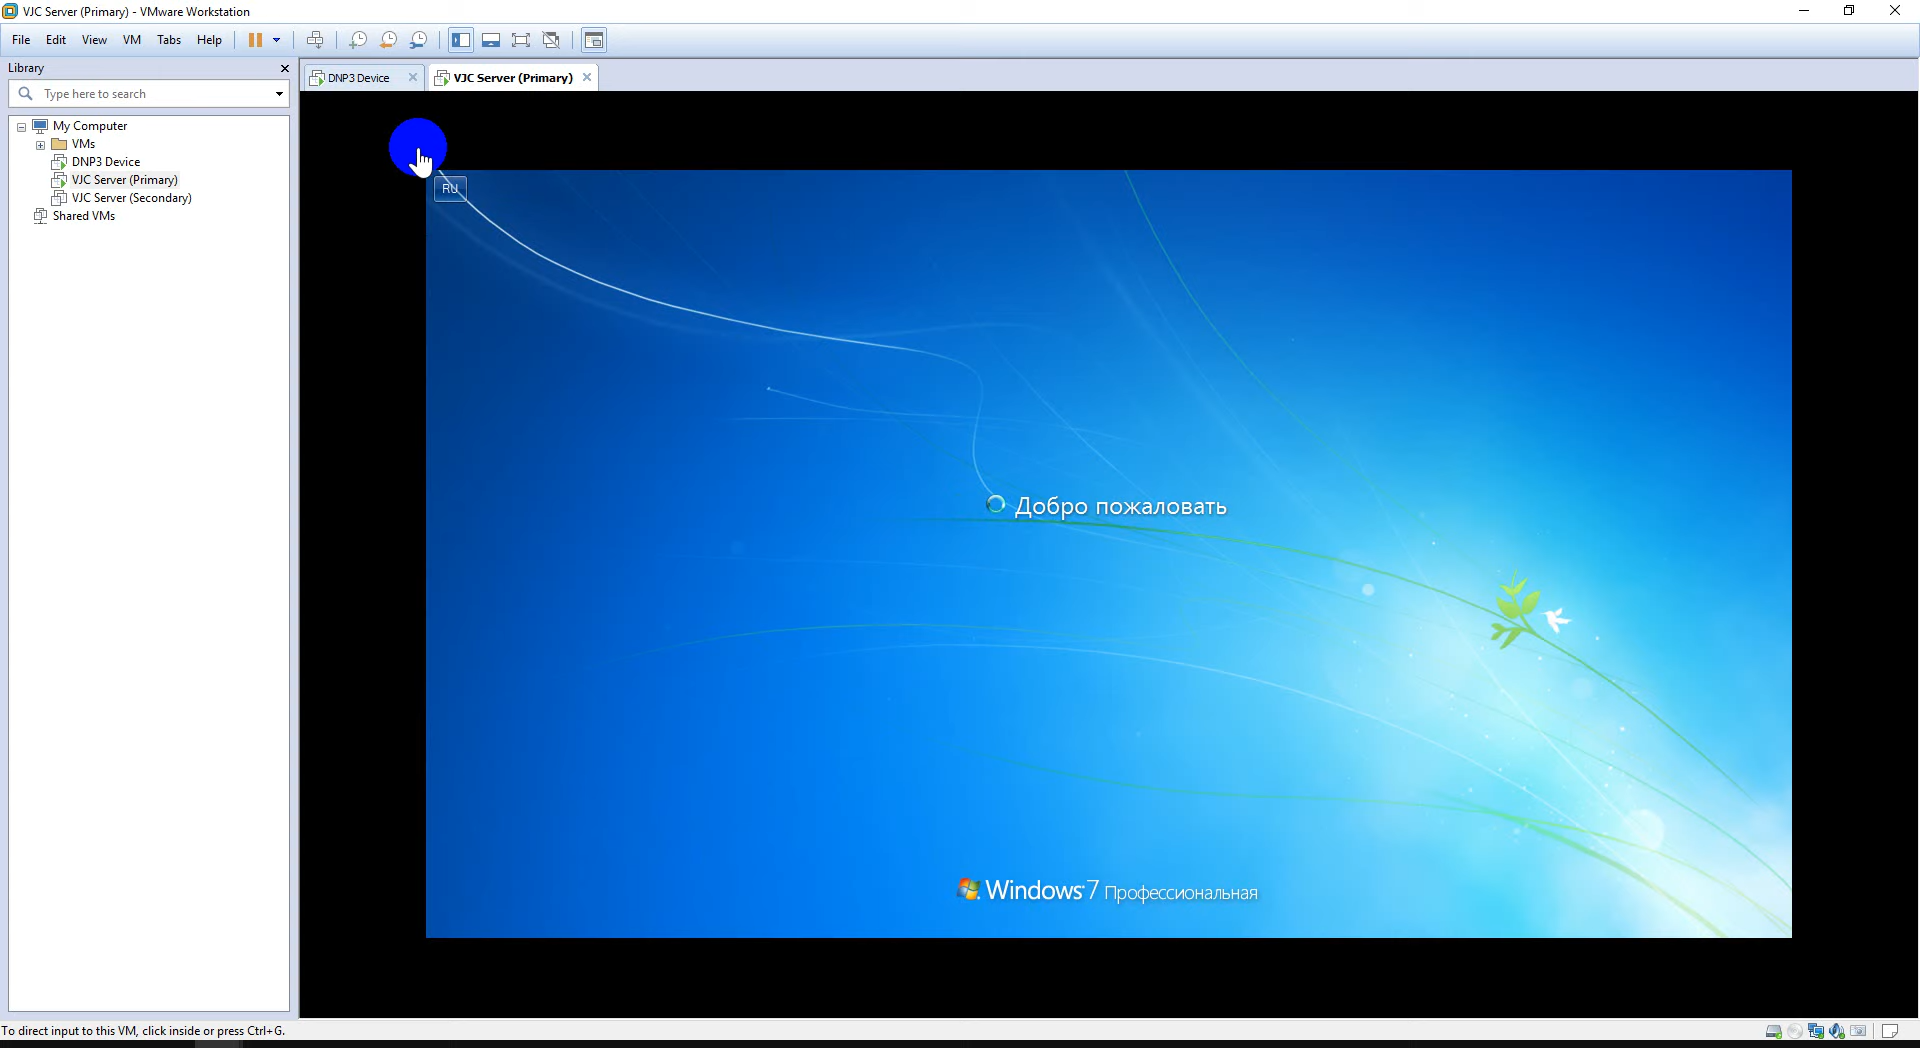 VJC Server (Primary) - VMware Workstation
File Edit View VM Tabs Help
Library
DNP3 Device
VJC Server (Primary)
Type here to search
My Computer
VMs
DNP3 Device
VJC Server (Primary)
VJC Server (Secondary)
Shared VMs
RU
Добро пожаловать
Windows 7 Профессиональная
To direct input to this VM, click inside or press Ctrl+G.